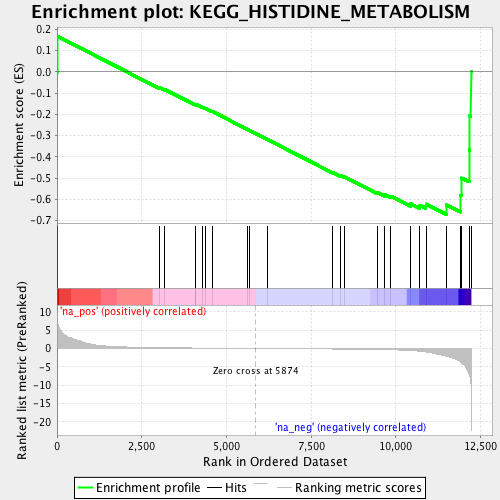 Enrichment plot: KEGG_HISTIDINE_METABOLISM
Enrichment score (ES)
0.2
0.1
0.0
-0.1
-0.2
-0.3
-0.4
-0.5
-0.6
-0.7
'na_pos' (positively correlated)
Ranked list metric (PreRanked)
10
5
0
-5
-10
-15
-20
Zero cross at 5874
'na_neg' (negatively correlated)
0
2,500
5,000
7,500
10,000
12,500
Rank in Ordered Dataset
Enrichment profile
Hits
Ranking metric scores